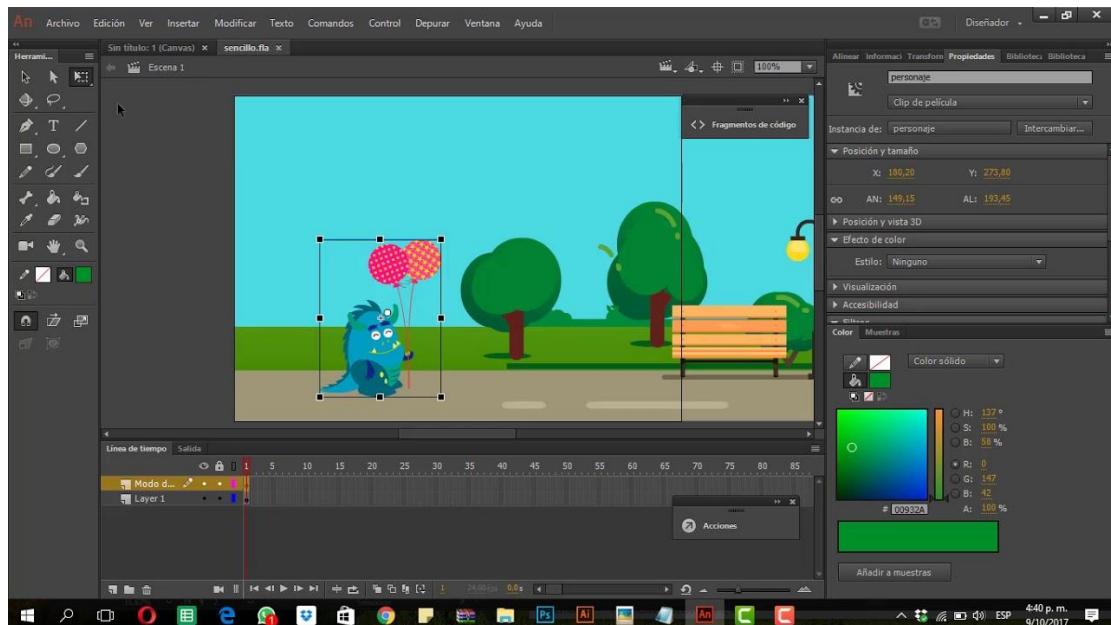 An Archivo Edición Ver Insertar Modificar Texto Comandos Control Depurar Ventana Ayuda Diseñador
Sin título: 1 (Canvas) × sencillo.fla ×
Herrami...
Escena 1 100%
Fragmentos de código
Alinear Informaci Transform Propiedades Bibliotec Biblioteca
personaje
Clip de película
Instancia de: personaje Intercambiar...
Posición y tamaño
X: 180,20 Y: 273,80
AN: 149,15 AL: 193,45
Posición y vista 3D
Efecto de color
Estilo: Ninguno
Visualización
Accesibilidad
Color Muestras
Color sólido
H: 137 °
S: 100 %
B: 58 %
R: 0
G: 147
B: 42
# 00932A A: 100 %
Añadir a muestras
Línea de tiempo Salida
1 5 10 15 20 25 30 35 40 45 50 55 60 65 70 75 80 85
Modo d...
Layer 1
Acciones
1 24.00 fps 0.0 s
Ps Ai An ESP
4:40 p. m.
9/10/2017